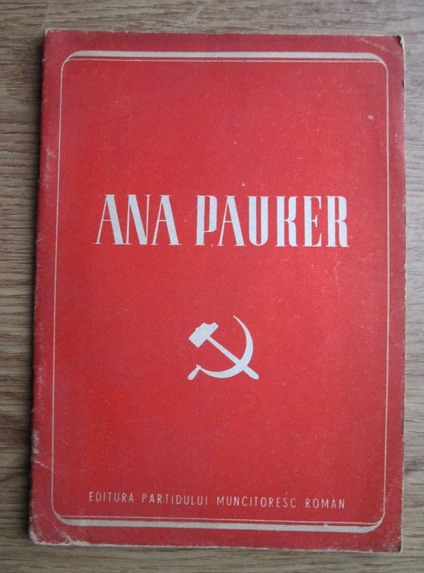 ANA PAUKER
EDITURA PARTIDULUI MUNCITORESC ROMAN